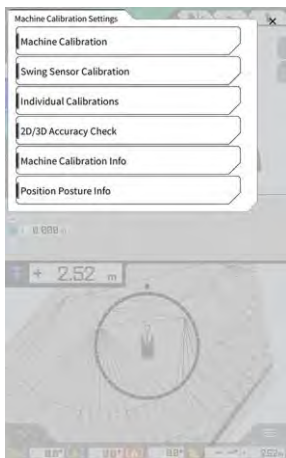 Machine Calibration Settings
×
Machine Calibration
Swing Sensor Calibration
Individual Calibrations
2D/3D Accuracy Check
Machine Calibration Info
Position Posture Info
+ 2.52 m